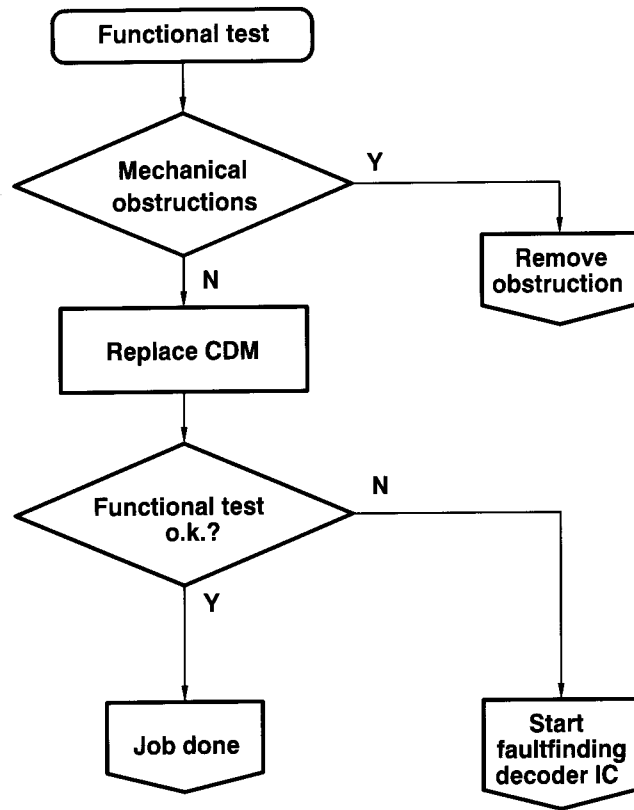 Functional test
Mechanical
obstructions
Y
Remove
obstruction
N
Replace CDM
Functional test
o.k.?
N
Y
Job done
Start
faultfinding
decoder IC